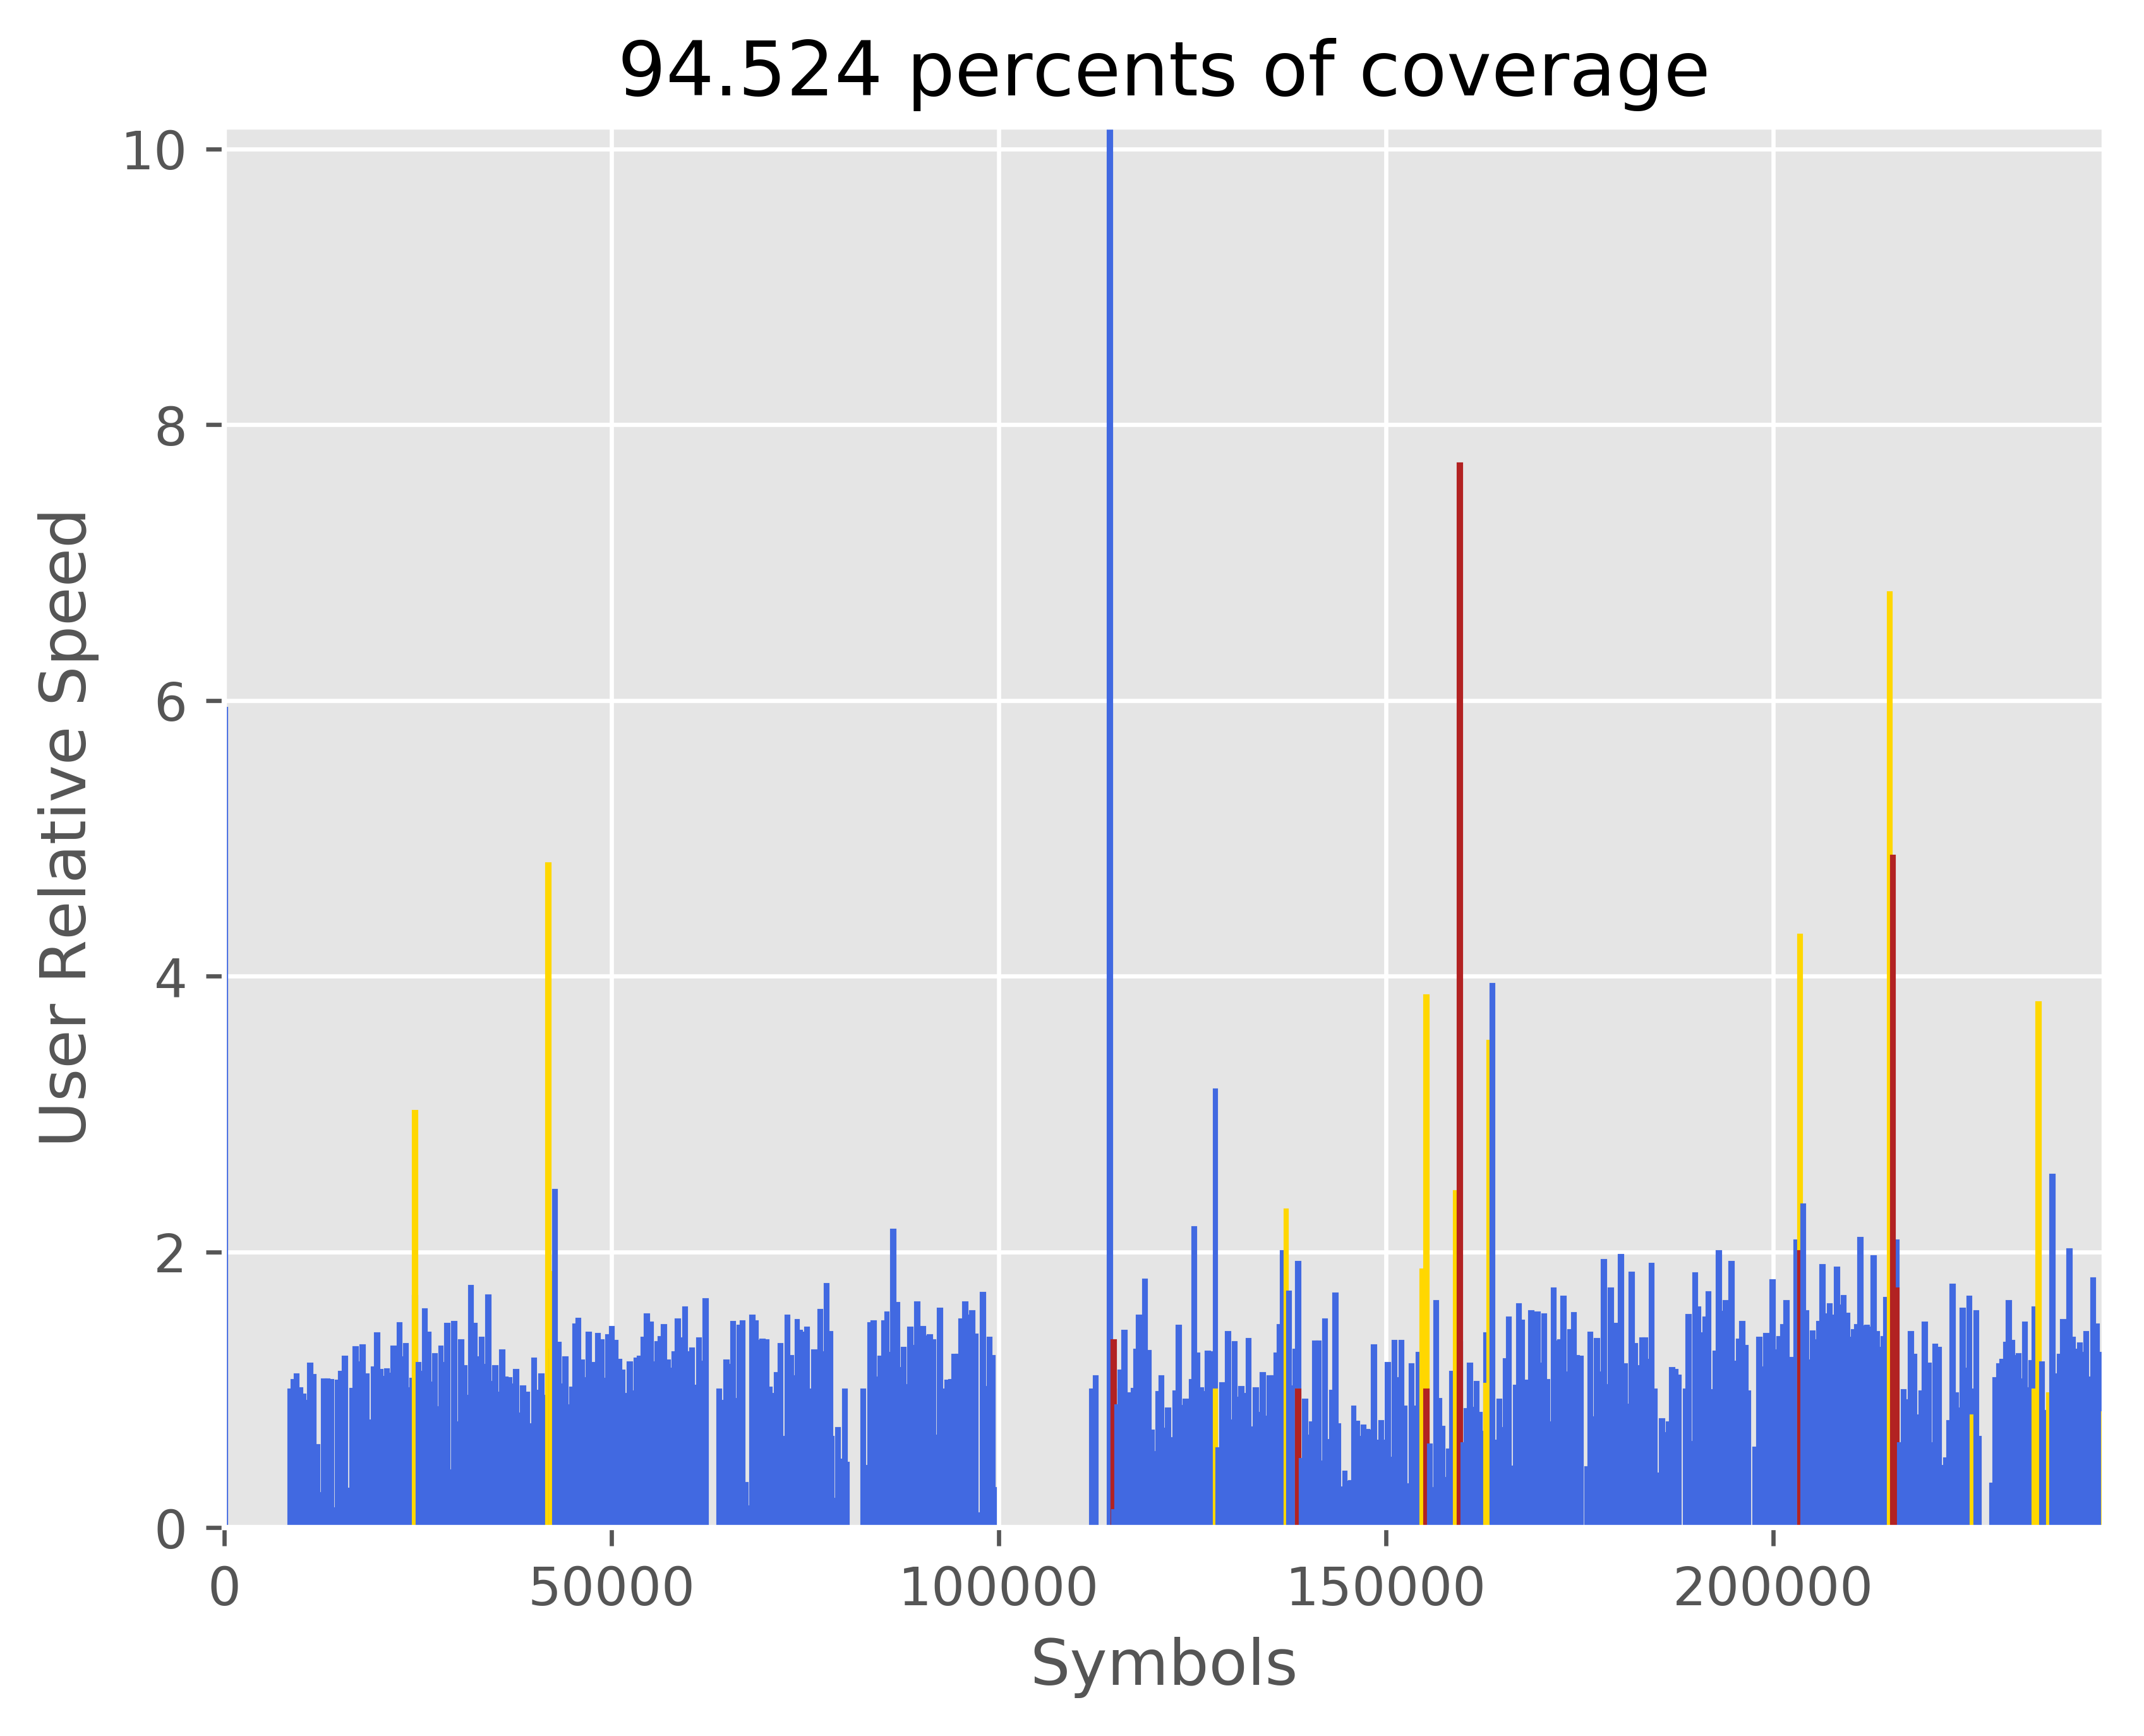 94.524 percents of coverage
10
8
6
4
2
0
User Relative Speed
0 50000 100000 150000 200000
Symbols